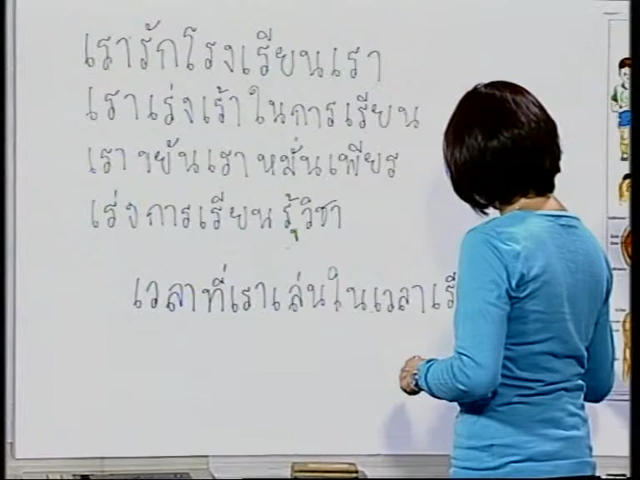 เรารักโรงเรียนเรา
เราเร่งเร้าในการเรียน
เราขยันเราหมั่นเพียร
เร่งการเรียนรู้วิชา
เวลาที่เราเล่นในเวลาเรี